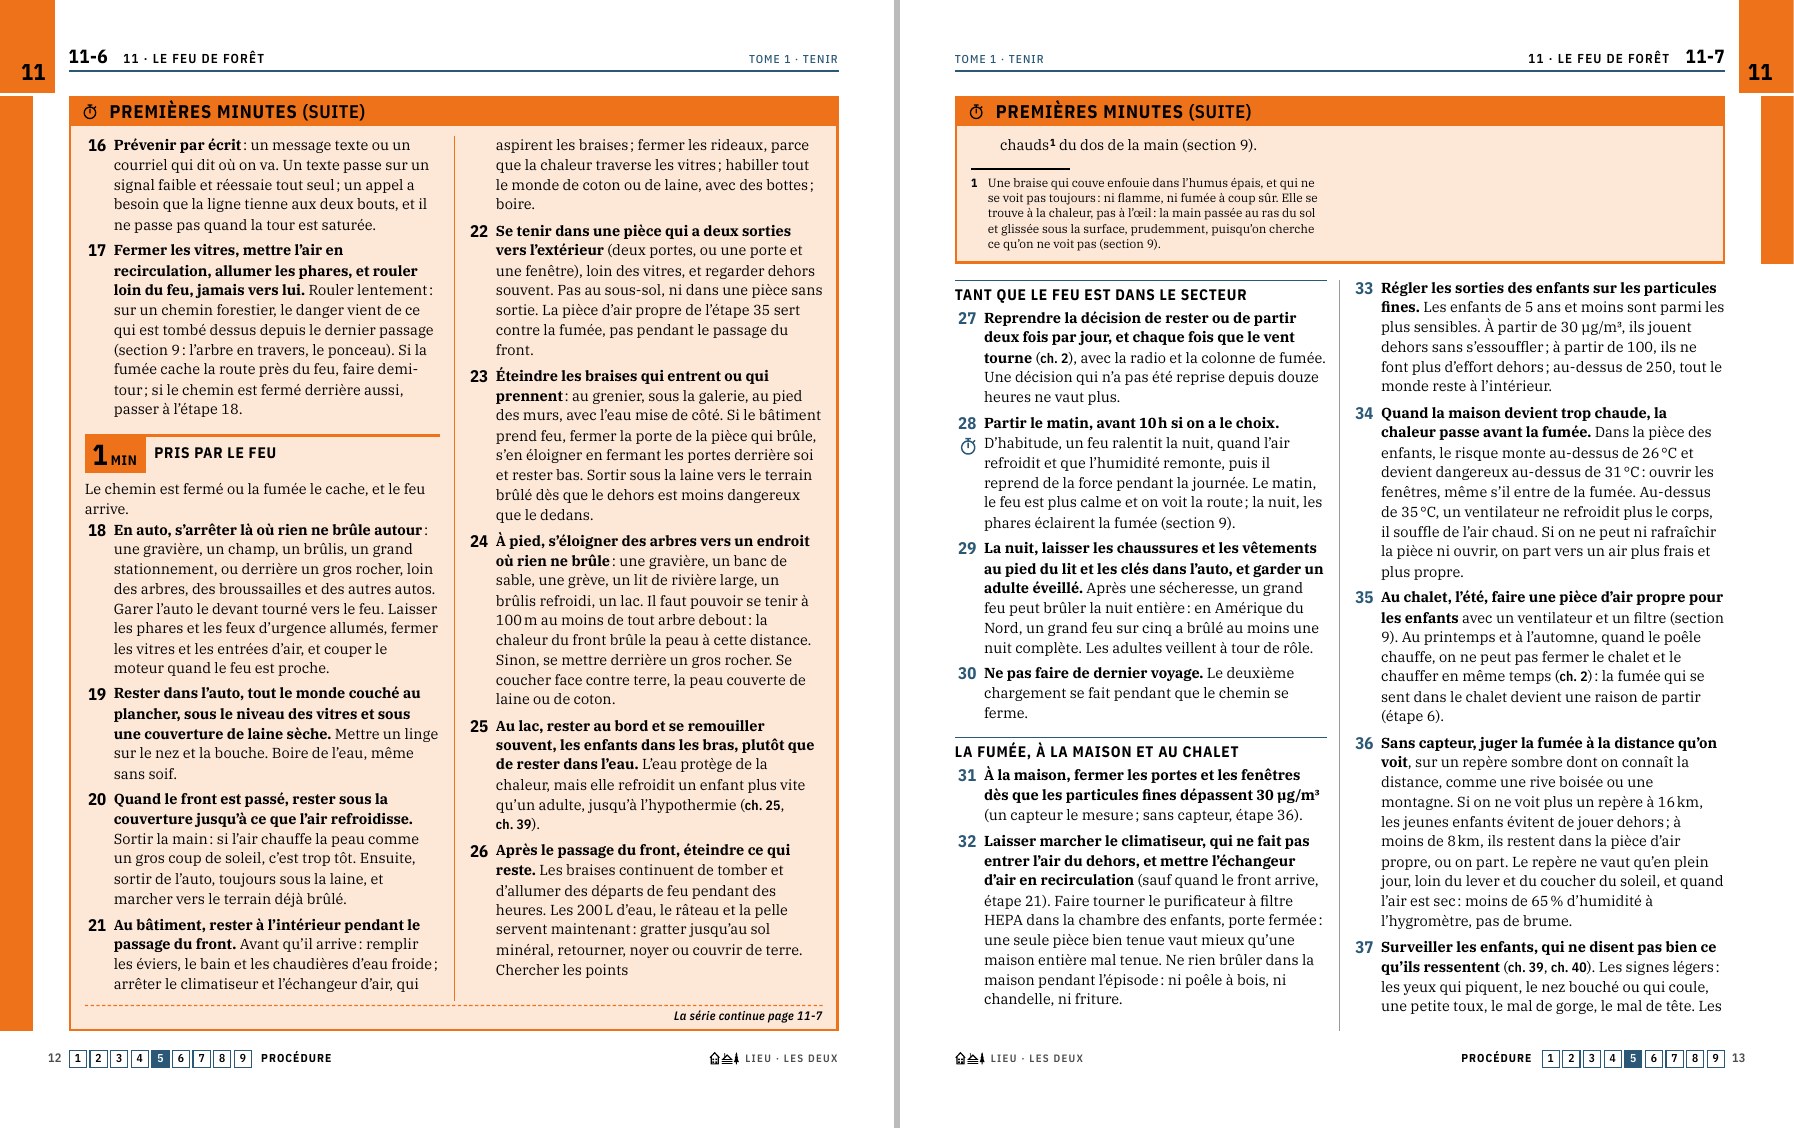 11
11-6 11 · LE FEU DE FORÊT
TOME 1 · TENIR
PREMIÈRES MINUTES (SUITE)
16 Prévenir par écrit : un message texte ou un
courriel qui dit où on va. Un texte passe sur un
signal faible et réessaie tout seul ; un appel a
besoin que la ligne tienne aux deux bouts, et il
ne passe pas quand la tour est saturée.
17 Fermer les vitres, mettre l’air en
recirculation, allumer les phares, et rouler
loin du feu, jamais vers lui. Rouler lentement :
sur un chemin forestier, le danger vient de ce
qui est tombé dessus depuis le dernier passage
(section 9 : l’arbre en travers, le ponceau). Si la
fumée cache la route près du feu, faire demi-
tour ; si le chemin est fermé derrière aussi,
passer à l’étape 18.
1 MIN PRIS PAR LE FEU
Le chemin est fermé ou la fumée le cache, et le feu
arrive.
18 En auto, s’arrêter là où rien ne brûle autour :
une gravière, un champ, un brûlis, un grand
stationnement, ou derrière un gros rocher, loin
des arbres, des broussailles et des autres autos.
Garer l’auto le devant tourné vers le feu. Laisser
les phares et les feux d’urgence allumés, fermer
les vitres et les entrées d’air, et couper le
moteur quand le feu est proche.
19 Rester dans l’auto, tout le monde couché au
plancher, sous le niveau des vitres et sous
une couverture de laine sèche. Mettre un linge
sur le nez et la bouche. Boire de l’eau, même
sans soif.
20 Quand le front est passé, rester sous la
couverture jusqu’à ce que l’air refroidisse.
Sortir la main : si l’air chauffe la peau comme
un gros coup de soleil, c’est trop tôt. Ensuite,
sortir de l’auto, toujours sous la laine, et
marcher vers le terrain déjà brûlé.
21 Au bâtiment, rester à l’intérieur pendant le
passage du front. Avant qu’il arrive : remplir
les éviers, le bain et les chaudières d’eau froide ;
arrêter le climatiseur et l’échangeur d’air, qui
aspirent les braises ; fermer les rideaux, parce
que la chaleur traverse les vitres ; habiller tout
le monde de coton ou de laine, avec des bottes ;
boire.
22 Se tenir dans une pièce qui a deux sorties
vers l’extérieur (deux portes, ou une porte et
une fenêtre), loin des vitres, et regarder dehors
souvent. Pas au sous-sol, ni dans une pièce sans
sortie. La pièce d’air propre de l’étape 35 sert
contre la fumée, pas pendant le passage du
front.
23 Éteindre les braises qui entrent ou qui
prennent : au grenier, sous la galerie, au pied
des murs, avec l’eau mise de côté. Si le bâtiment
prend feu, fermer la porte de la pièce qui brûle,
s’en éloigner en fermant les portes derrière soi
et rester bas. Sortir sous la laine vers le terrain
brûlé dès que le dehors est moins dangereux
que le dedans.
24 À pied, s’éloigner des arbres vers un endroit
où rien ne brûle : une gravière, un banc de
sable, une grève, un lit de rivière large, un
brûlis refroidi, un lac. Il faut pouvoir se tenir à
100 m au moins de tout arbre debout : la
chaleur du front brûle la peau à cette distance.
Sinon, se mettre derrière un gros rocher. Se
coucher face contre terre, la peau couverte de
laine ou de coton.
25 Au lac, rester au bord et se remouiller
souvent, les enfants dans les bras, plutôt que
de rester dans l’eau. L’eau protège de la
chaleur, mais elle refroidit un enfant plus vite
qu’un adulte, jusqu’à l’hypothermie (ch. 25,
ch. 39).
26 Après le passage du front, éteindre ce qui
reste. Les braises continuent de tomber et
d’allumer des départs de feu pendant des
heures. Les 200 L d’eau, le râteau et la pelle
servent maintenant : gratter jusqu’au sol
minéral, retourner, noyer ou couvrir de terre.
Chercher les points
La série continue page 11-7
12 1 2 3 4 5 6 7 8 9 PROCÉDURE
LIEU · LES DEUX
TOME 1 · TENIR
11 · LE FEU DE FORÊT 11-7
11
PREMIÈRES MINUTES (SUITE)
chauds¹ du dos de la main (section 9).
1 Une braise qui couve enfouie dans l’humus épais, et qui ne
se voit pas toujours : ni flamme, ni fumée à coup sûr. Elle se
trouve à la chaleur, pas à l’œil : la main passée au ras du sol
et glissée sous la surface, prudemment, puisqu’on cherche
ce qu’on ne voit pas (section 9).
TANT QUE LE FEU EST DANS LE SECTEUR
27 Reprendre la décision de rester ou de partir
deux fois par jour, et chaque fois que le vent
tourne (ch. 2), avec la radio et la colonne de fumée.
Une décision qui n’a pas été reprise depuis douze
heures ne vaut plus.
28 Partir le matin, avant 10 h si on a le choix.
D’habitude, un feu ralentit la nuit, quand l’air
refroidit et que l’humidité remonte, puis il
reprend de la force pendant la journée. Le matin,
le feu est plus calme et on voit la route ; la nuit, les
phares éclairent la fumée (section 9).
29 La nuit, laisser les chaussures et les vêtements
au pied du lit et les clés dans l’auto, et garder un
adulte éveillé. Après une sécheresse, un grand
feu peut brûler la nuit entière : en Amérique du
Nord, un grand feu sur cinq a brûlé au moins une
nuit complète. Les adultes veillent à tour de rôle.
30 Ne pas faire de dernier voyage. Le deuxième
chargement se fait pendant que le chemin se
ferme.
LA FUMÉE, À LA MAISON ET AU CHALET
31 À la maison, fermer les portes et les fenêtres
dès que les particules fines dépassent 30 µg/m³
(un capteur le mesure ; sans capteur, étape 36).
32 Laisser marcher le climatiseur, qui ne fait pas
entrer l’air du dehors, et mettre l’échangeur
d’air en recirculation (sauf quand le front arrive,
étape 21). Faire tourner le purificateur à filtre
HEPA dans la chambre des enfants, porte fermée :
une seule pièce bien tenue vaut mieux qu’une
maison entière mal tenue. Ne rien brûler dans la
maison pendant l’épisode : ni poêle à bois, ni
chandelle, ni friture.
33 Régler les sorties des enfants sur les particules
fines. Les enfants de 5 ans et moins sont parmi les
plus sensibles. À partir de 30 µg/m³, ils jouent
dehors sans s’essouffler ; à partir de 100, ils ne
font plus d’effort dehors ; au-dessus de 250, tout le
monde reste à l’intérieur.
34 Quand la maison devient trop chaude, la
chaleur passe avant la fumée. Dans la pièce des
enfants, le risque monte au-dessus de 26 °C et
devient dangereux au-dessus de 31 °C : ouvrir les
fenêtres, même s’il entre de la fumée. Au-dessus
de 35 °C, un ventilateur ne refroidit plus le corps,
il souffle de l’air chaud. Si on ne peut ni rafraîchir
la pièce ni ouvrir, on part vers un air plus frais et
plus propre.
35 Au chalet, l’été, faire une pièce d’air propre pour
les enfants avec un ventilateur et un filtre (section
9). Au printemps et à l’automne, quand le poêle
chauffe, on ne peut pas fermer le chalet et le
chauffer en même temps (ch. 2) : la fumée qui se
sent dans le chalet devient une raison de partir
(étape 6).
36 Sans capteur, juger la fumée à la distance qu’on
voit, sur un repère sombre dont on connaît la
distance, comme une rive boisée ou une
montagne. Si on ne voit plus un repère à 16 km,
les jeunes enfants évitent de jouer dehors ; à
moins de 8 km, ils restent dans la pièce d’air
propre, ou on part. Le repère ne vaut qu’en plein
jour, loin du lever et du coucher du soleil, et quand
l’air est sec : moins de 65 % d’humidité à
l’hygromètre, pas de brume.
37 Surveiller les enfants, qui ne disent pas bien ce
qu’ils ressentent (ch. 39, ch. 40). Les signes légers :
les yeux qui piquent, le nez bouché ou qui coule,
une petite toux, le mal de gorge, le mal de tête. Les
LIEU · LES DEUX
PROCÉDURE 1 2 3 4 5 6 7 8 9 13